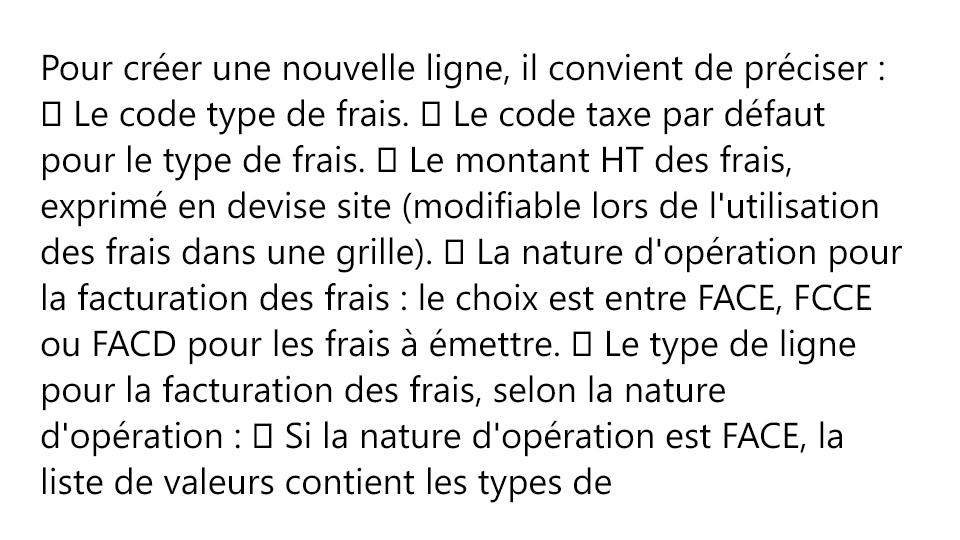 Pour créer une nouvelle ligne, il convient de préciser :
 Le code type de frais.  Le code taxe par défaut
pour le type de frais.  Le montant HT des frais,
exprimé en devise site (modifiable lors de l'utilisation
des frais dans une grille).  La nature d'opération pour
la facturation des frais : le choix est entre FACE, FCCE
ou FACD pour les frais à émettre.  Le type de ligne
pour la facturation des frais, selon la nature
d'opération :  Si la nature d'opération est FACE, la
liste de valeurs contient les types de